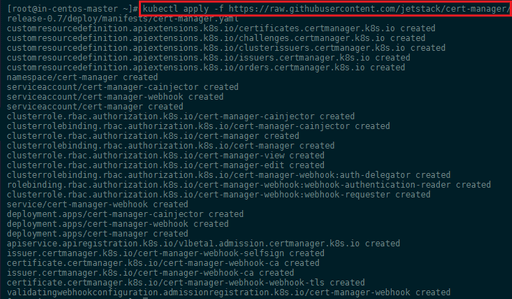 [root@in-centos-master ~]# kubectl apply -f https://raw.githubusercontent.com/jetstack/cert-manager/
release-0.7/deploy/manifests/cert-manager.yaml
customresourcedefinition.apiextensions.k8s.io/certificates.certmanager.k8s.io created
customresourcedefinition.apiextensions.k8s.io/challenges.certmanager.k8s.io created
customresourcedefinition.apiextensions.k8s.io/clusterissuers.certmanager.k8s.io created
customresourcedefinition.apiextensions.k8s.io/issuers.certmanager.k8s.io created
customresourcedefinition.apiextensions.k8s.io/orders.certmanager.k8s.io created
namespace/cert-manager created
serviceaccount/cert-manager-cainjector created
serviceaccount/cert-manager-webhook created
serviceaccount/cert-manager created
clusterrole.rbac.authorization.k8s.io/cert-manager-cainjector created
clusterrolebinding.rbac.authorization.k8s.io/cert-manager-cainjector created
clusterrole.rbac.authorization.k8s.io/cert-manager created
clusterrolebinding.rbac.authorization.k8s.io/cert-manager created
clusterrole.rbac.authorization.k8s.io/cert-manager-view created
clusterrole.rbac.authorization.k8s.io/cert-manager-edit created
clusterrolebinding.rbac.authorization.k8s.io/cert-manager-webhook:auth-delegator created
rolebinding.rbac.authorization.k8s.io/cert-manager-webhook:webhook-authentication-reader created
clusterrole.rbac.authorization.k8s.io/cert-manager-webhook:webhook-requester created
service/cert-manager-webhook created
deployment.apps/cert-manager-cainjector created
deployment.apps/cert-manager-webhook created
deployment.apps/cert-manager created
apiservice.apiregistration.k8s.io/v1beta1.admission.certmanager.k8s.io created
issuer.certmanager.k8s.io/cert-manager-webhook-selfsign created
certificate.certmanager.k8s.io/cert-manager-webhook-ca created
issuer.certmanager.k8s.io/cert-manager-webhook-ca created
certificate.certmanager.k8s.io/cert-manager-webhook-webhook-tls created
validatingwebhookconfiguration.admissionregistration.k8s.io/cert-manager-webhook created